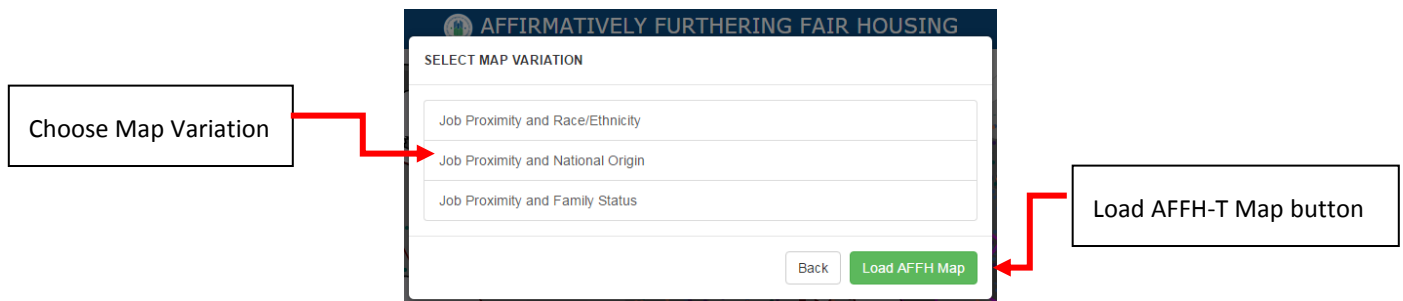 AFFIRMATIVELY FURTHERING FAIR HOUSING
SELECT MAP VARIATION
Choose Map Variation
Job Proximity and Race/Ethnicity
Job Proximity and National Origin
Job Proximity and Family Status
Load AFFH-T Map button
Back
Load AFFH Map